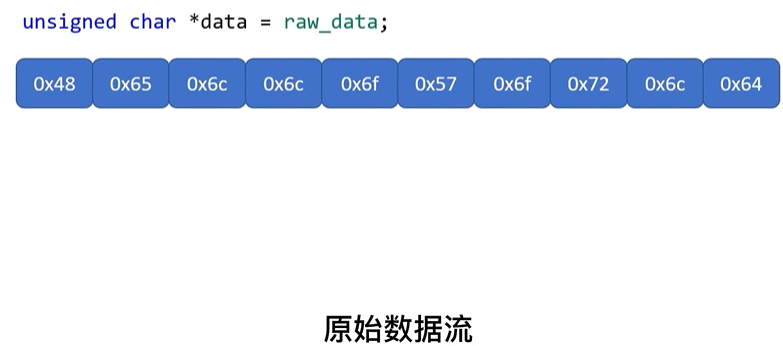 unsigned char *data = raw_data;
0x48 0x65 0x6c 0x6c 0x6f 0x57 0x6f 0x72 0x6c 0x64
原始数据流